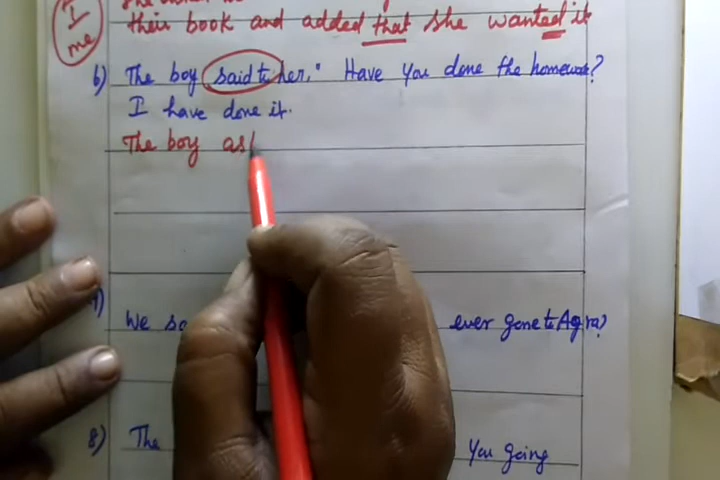 I
me
their book and added that she wanted it
6) The boy said to her, " Have you done the homework?
I have done it.
The boy as
We
ever gone to Agra?
8) The
You going